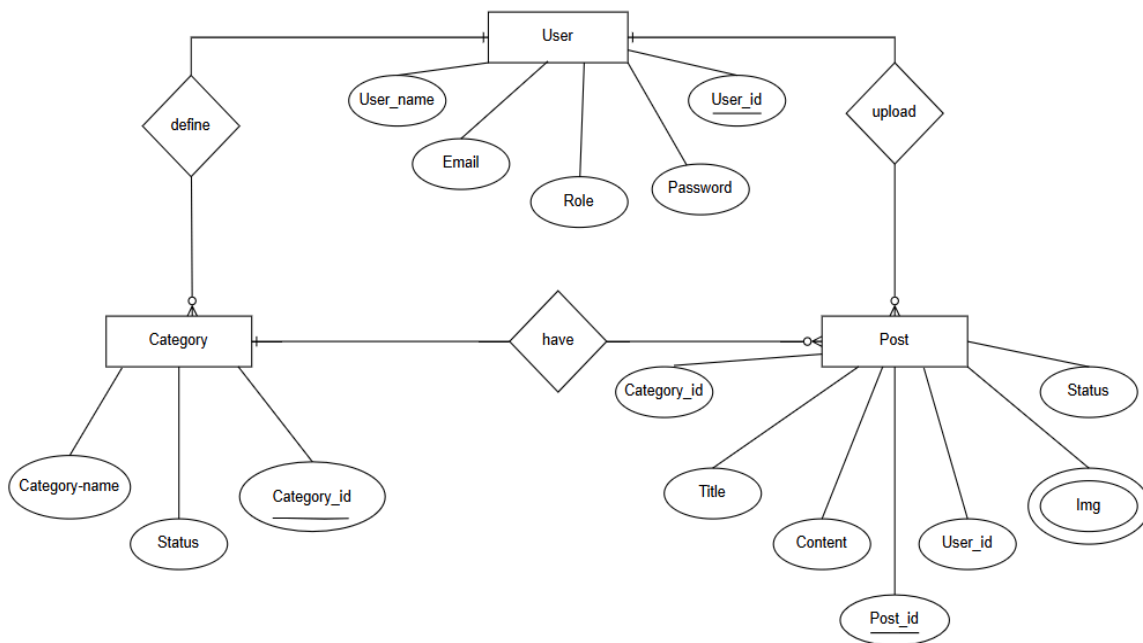 User
User_name
User_id
define
upload
Email
Password
Role
Category
have
Post
Category_id
Status
Category-name
Category_id
Title
Img
Status
Content
User_id
Post_id